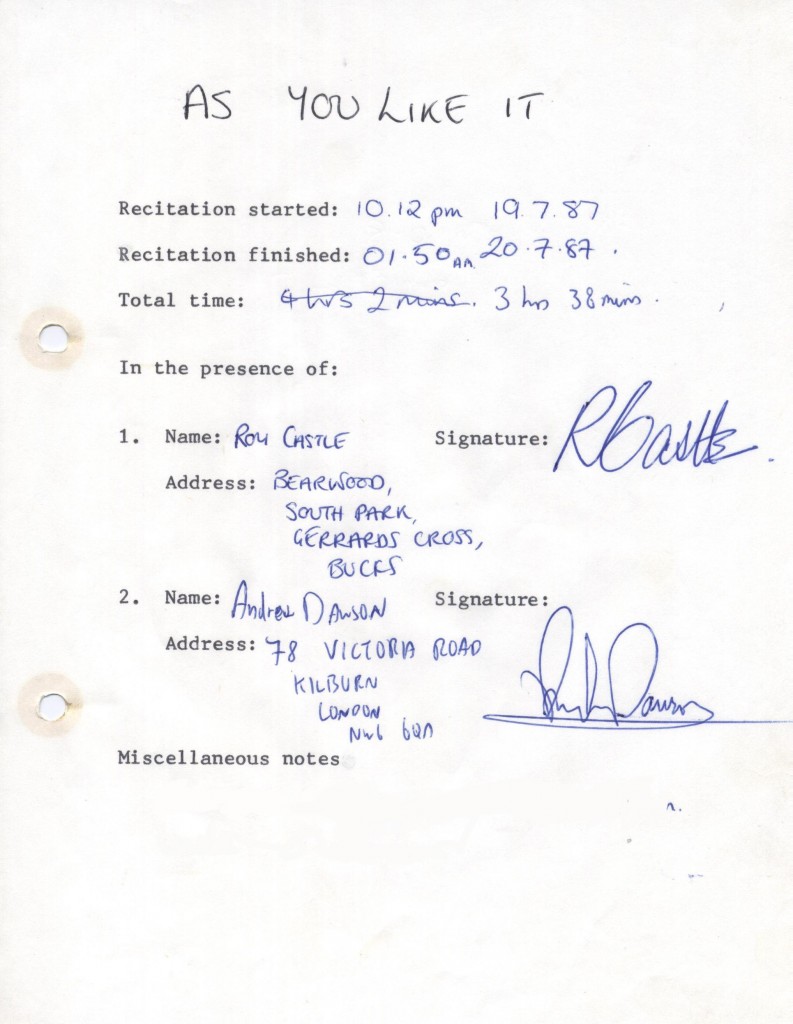 AS YOU LIKE IT
Recitation started: 10.12 pm 19.7.87
Recitation finished: 01.50 AM 20.7.87.
Total time: 4 hrs 2 mins. 3 hrs 38 mins.
In the presence of:
1. Name: ROY CASTLE Signature: R Castle.
Address: BEARWOOD,
SOUTH PARK,
GERRARDS CROSS,
BUCKS
2. Name: Andrew DAWSON Signature:
Address: 78 VICTORIA ROAD
KILBURN
LONDON
NW6 6QA
Dawson
Miscellaneous notes